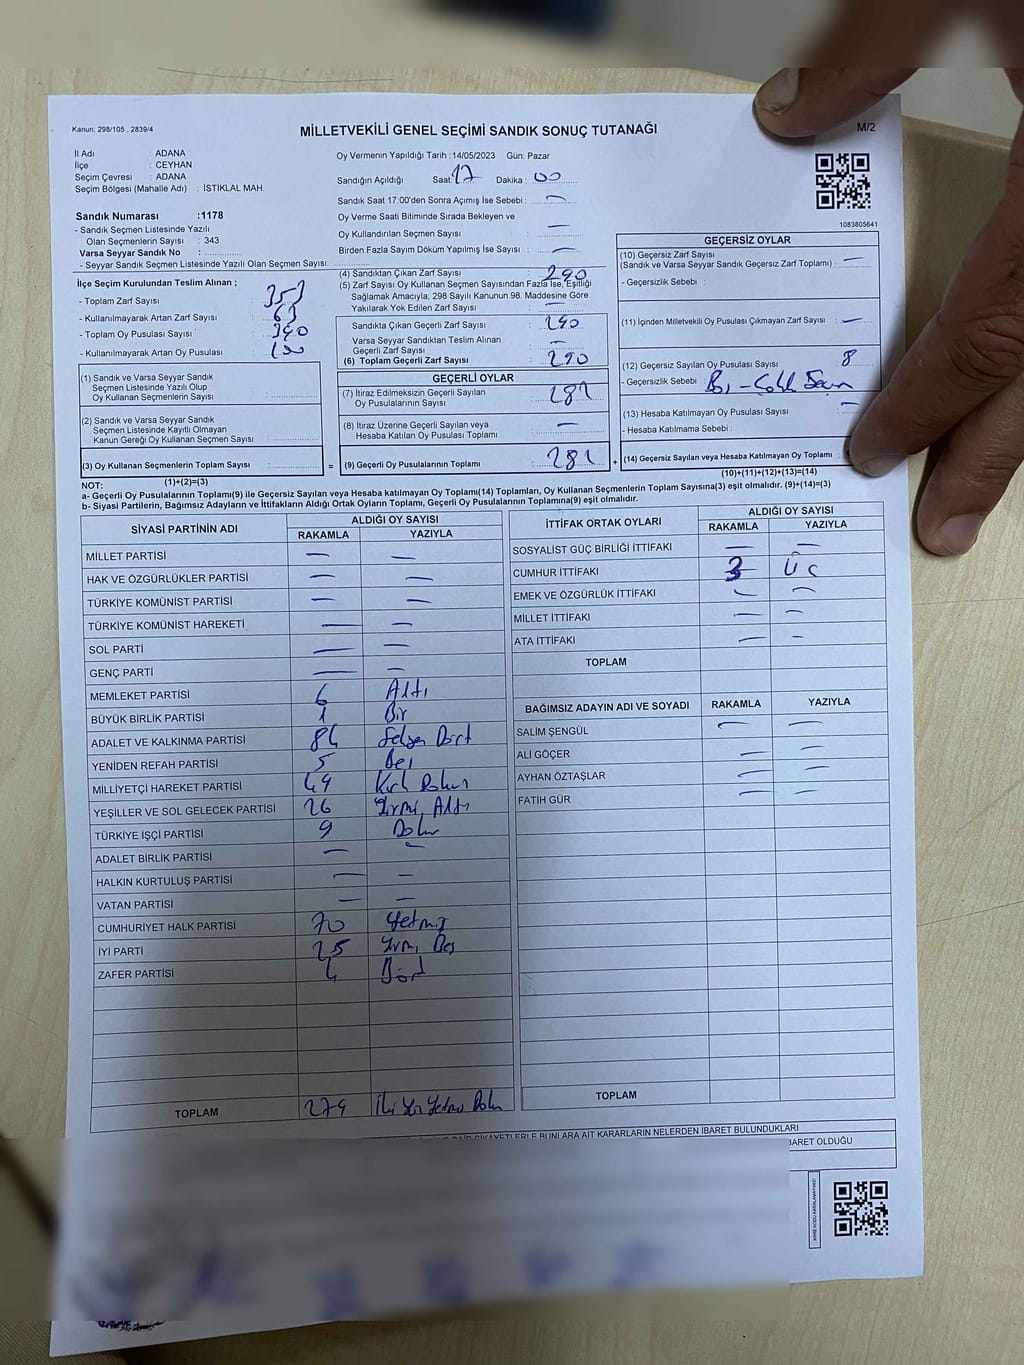 Kanun; 298/105 , 2839/4
MİLLETVEKİLİ GENEL SEÇİMİ SANDIK SONUÇ TUTANAĞI
M/2
İl Adı : ADANA
İlçe : CEYHAN
Seçim Çevresi : ADANA
Seçim Bölgesi (Mahalle Adı) : ISTIKLAL MAH.
Oy Vermenin Yapıldığı Tarih :14/05/2023 Gün: Pazar
Sandığın Açıldığı Saat: 17 Dakika : 00
Sandık Saat 17:00'den Sonra Açımış İse Sebebi : —
Oy Verme Saati Bitiminde Sırada Bekleyen ve
Oy Kullandırılan Seçmen Sayısı : —
Birden Fazla Sayım Döküm Yapılmış İse Sayısı : —
1083805641
Sandık Numarası :1178
- Sandık Seçmen Listesinde Yazılı
Olan Seçmenlerin Sayısı : 343
Varsa Seyyar Sandık No :
- Seyyar Sandık Seçmen Listesinde Yazılı Olan Seçmen Sayısı:
İlçe Seçim Kurulundan Teslim Alınan ;
- Toplam Zarf Sayısı : 353
- Kullanılmayarak Artan Zarf Sayısı : 63
- Toplam Oy Pusulası Sayısı :
- Kullanılmayarak Artan Oy Pusulası :
(4) Sandıktan Çıkan Zarf Sayısı : 290
(5) Zarf Sayısı Oy Kullanan Seçmen Sayısından Fazla İse, Eşitliği
Sağlamak Amacıyla; 298 Sayılı Kanunun 98. Maddesine Göre
Yakılarak Yok Edilen Zarf Sayısı : —
Sandıkta Çıkan Geçerli Zarf Sayısı : 290
Varsa Seyyar Sandıktan Teslim Alınan
Geçerli Zarf Sayısı : —
(6) Toplam Geçerli Zarf Sayısı : 290
GEÇERSİZ OYLAR
(10) Geçersiz Zarf Sayısı
(Sandık ve Varsa Seyyar Sandık Geçersiz Zarf Toplamı) : —
- Geçersizlik Sebebi :
(11) İçinden Milletvekili Oy Pusulası Çıkmayan Zarf Sayısı : —
(12) Geçersiz Sayılan Oy Pusulası Sayısı : 8
- Geçersizlik Sebebi :
(13) Hesaba Katılmayan Oy Pusulası Sayısı : —
- Hesaba Katılmama Sebebi :
(14) Geçersiz Sayılan veya Hesaba Katılmayan Oy Toplamı :
(10)+(11)+(12)+(13)=(14)
(1) Sandık ve Varsa Seyyar Sandık
Seçmen Listesinde Yazılı Olup
Oy Kullanan Seçmenlerin Sayısı :
(2) Sandık ve Varsa Seyyar Sandık
Seçmen Listesinde Kayıtlı Olmayan
Kanun Gereği Oy Kullanan Seçmen Sayısı :
(3) Oy Kullanan Seçmenlerin Toplam Sayısı :
(1)+(2)=(3)
GEÇERLİ OYLAR
(7) İtiraz Edilmeksizin Geçerli Sayılan
Oy Pusulalarının Sayısı : 282
(8) İtiraz Üzerine Geçerli Sayılan veya
Hesaba Katılan Oy Pusulası Toplamı : —
= (9) Geçerli Oy Pusulalarının Toplamı : 282 +
NOT:
a- Geçerli Oy Pusulalarının Toplamı(9) ile Geçersiz Sayılan veya Hesaba katılmayan Oy Toplamı(14) Toplamları, Oy Kullanan Seçmenlerin Toplam Sayısına(3) eşit olmalıdır. (9)+(14)=(3)
b- Siyasi Partilerin, Bağımsız Adayların ve İttifakların Aldığı Ortak Oyların Toplamı, Geçerli Oy Pusulalarının Toplamına(9) eşit olmalıdır.
SİYASİ PARTİNİN ADI ALDIĞI OY SAYISI
RAKAMLA YAZIYLA
MİLLET PARTİSİ — —
HAK VE ÖZGÜRLÜKLER PARTİSİ — —
TÜRKİYE KOMÜNİST PARTİSİ — —
TÜRKİYE KOMÜNİST HAREKETİ — —
SOL PARTİ — —
GENÇ PARTİ — —
MEMLEKET PARTİSİ 6 Altı
BÜYÜK BİRLİK PARTİSİ 1 Bir
ADALET VE KALKINMA PARTİSİ 84 Seksen Dört
YENİDEN REFAH PARTİSİ 5 Beş
MİLLİYETÇİ HAREKET PARTİSİ 49 Kırk Dokuz
YEŞİLLER VE SOL GELECEK PARTİSİ 26 Yirmi Altı
TÜRKİYE İŞÇİ PARTİSİ 9 Dokuz
ADALET BİRLİK PARTİSİ — —
HALKIN KURTULUŞ PARTİSİ — —
VATAN PARTİSİ — —
CUMHURİYET HALK PARTİSİ 70 Yetmiş
İYİ PARTİ 25 Yirmi Beş
ZAFER PARTİSİ 4 Dört
TOPLAM 279 İki Yüz Yetmiş Dokuz
İTTİFAK ORTAK OYLARI ALDIĞI OY SAYISI
RAKAMLA YAZIYLA
SOSYALİST GÜÇ BİRLİĞİ İTTİFAKI — —
CUMHUR İTTİFAKI 3 Üç
EMEK VE ÖZGÜRLÜK İTTİFAKI — —
MİLLET İTTİFAKI — —
ATA İTTİFAKI — —
TOPLAM
BAĞIMSIZ ADAYIN ADI VE SOYADI RAKAMLA YAZIYLA
SALİM ŞENGÜL — —
ALİ GÖÇER — —
AYHAN ÖZTAŞLAR — —
FATİH GÜR — —
TOPLAM
BUNLARA AİT KARARLARIN NELERDEN İBARET BULUNDUKLARI
İBARET OLDUĞU